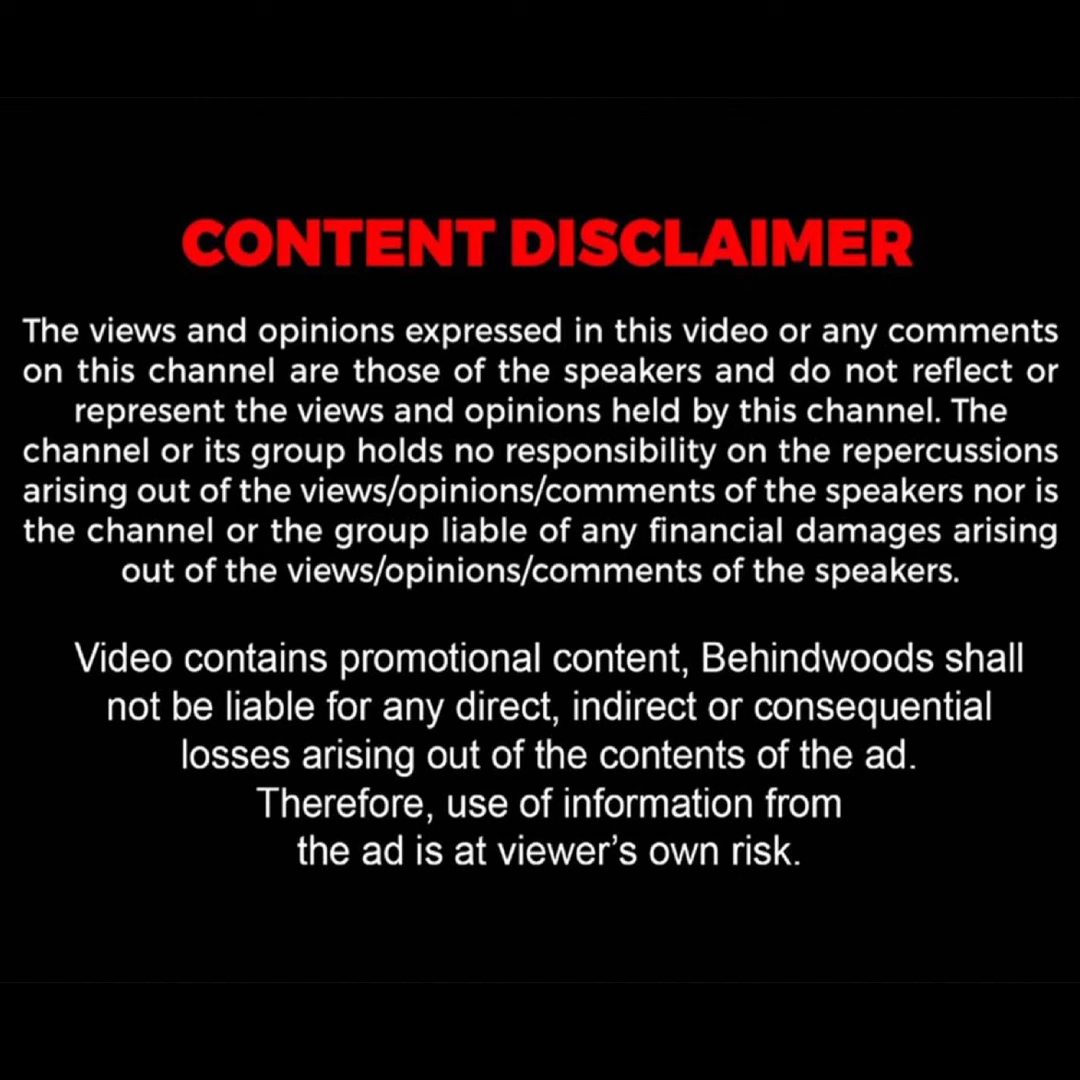 CONTENT DISCLAIMER
The views and opinions expressed in this video or any comments
on this channel are those of the speakers and do not reflect or
represent the views and opinions held by this channel. The
channel or its group holds no responsibility on the repercussions
arising out of the views/opinions/comments of the speakers nor is
the channel or the group liable of any financial damages arising
out of the views/opinions/comments of the speakers.
Video contains promotional content, Behindwoods shall
not be liable for any direct, indirect or consequential
losses arising out of the contents of the ad.
Therefore, use of information from
the ad is at viewer’s own risk.